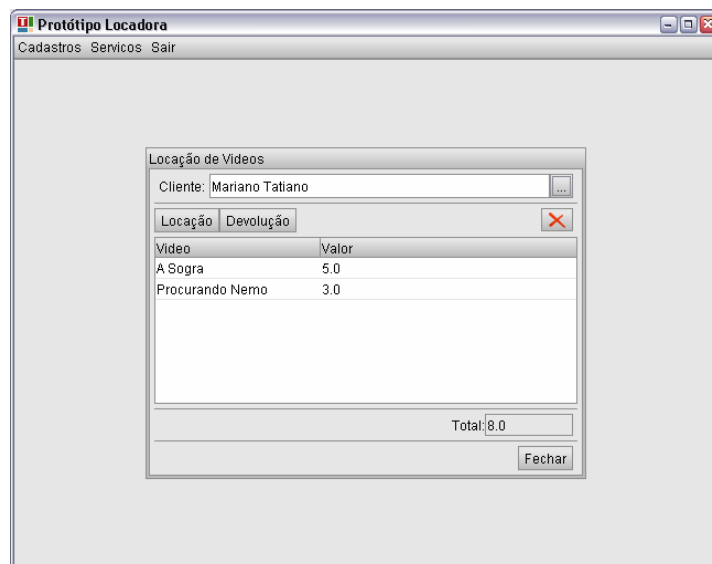 Protótipo Locadora
Cadastros Servicos Sair
Locação de Videos
Cliente: Mariano Tatiano ...
Locação Devolução
Video Valor
A Sogra 5.0
Procurando Nemo 3.0
Total: 8.0
Fechar